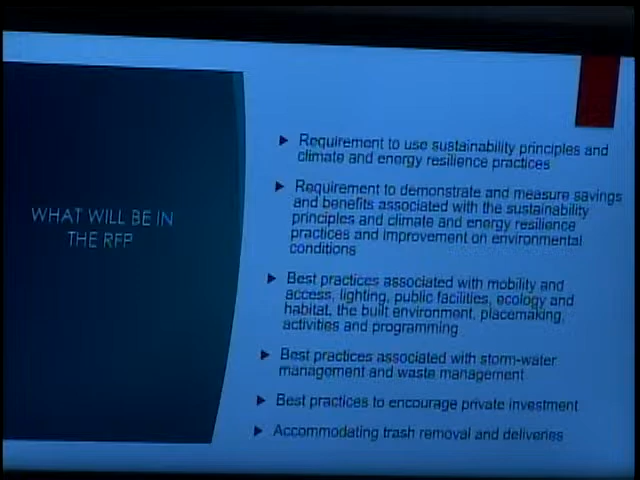 WHAT WILL BE IN
THE RFP
Requirement to use sustainability principles and
climate and energy resilience practices
Requirement to demonstrate and measure savings
and benefits associated with the sustainability
principles and climate and energy resilience
practices and improvement on environmental
conditions
Best practices associated with mobility and
access, lighting, public facilities, ecology and
habitat, the built environment, placemaking,
activities and programming
Best practices associated with storm-water
management and waste management
Best practices to encourage private investment
Accommodating trash removal and deliveries